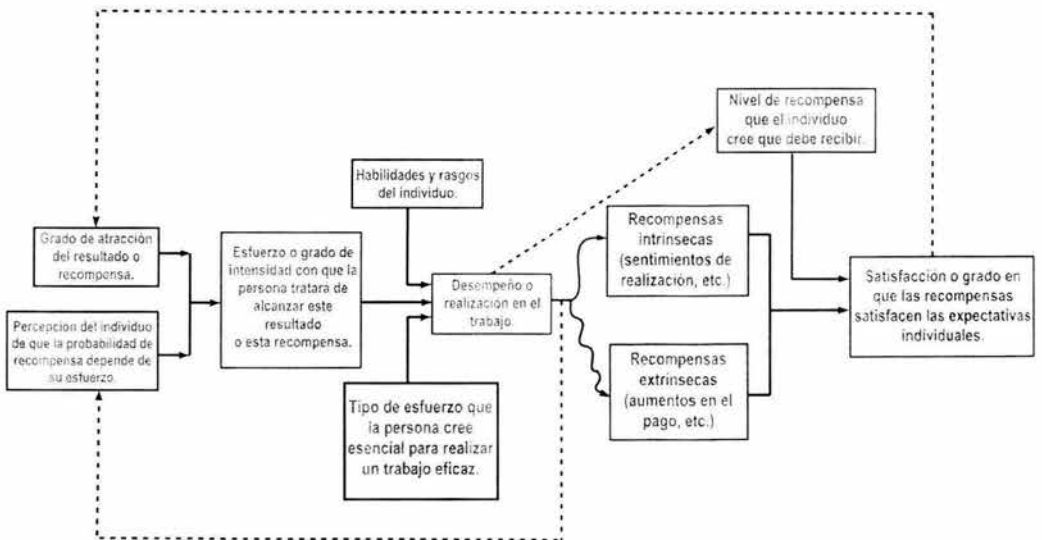 Nivel de recompensa
que el individuo
cree que debe recibir.
Habilidades y rasgos
del individuo.
Grado de atracción
del resultado o
recompensa.
Percepción del individuo
de que la probabilidad de
recompensa depende de
su esfuerzo.
Esfuerzo o grado de
intensidad con que la
persona tratará de
alcanzar este
resultado
o esta recompensa.
Desempeño o
realización en el
trabajo.
Tipo de esfuerzo que
la persona cree
esencial para realizar
un trabajo eficaz.
Recompensas
intrínsecas
(sentimientos de
realización, etc.)
Recompensas
extrínsecas
(aumentos en el
pago, etc.)
Satisfacción o grado en
que las recompensas
satisfacen las expectativas
individuales.